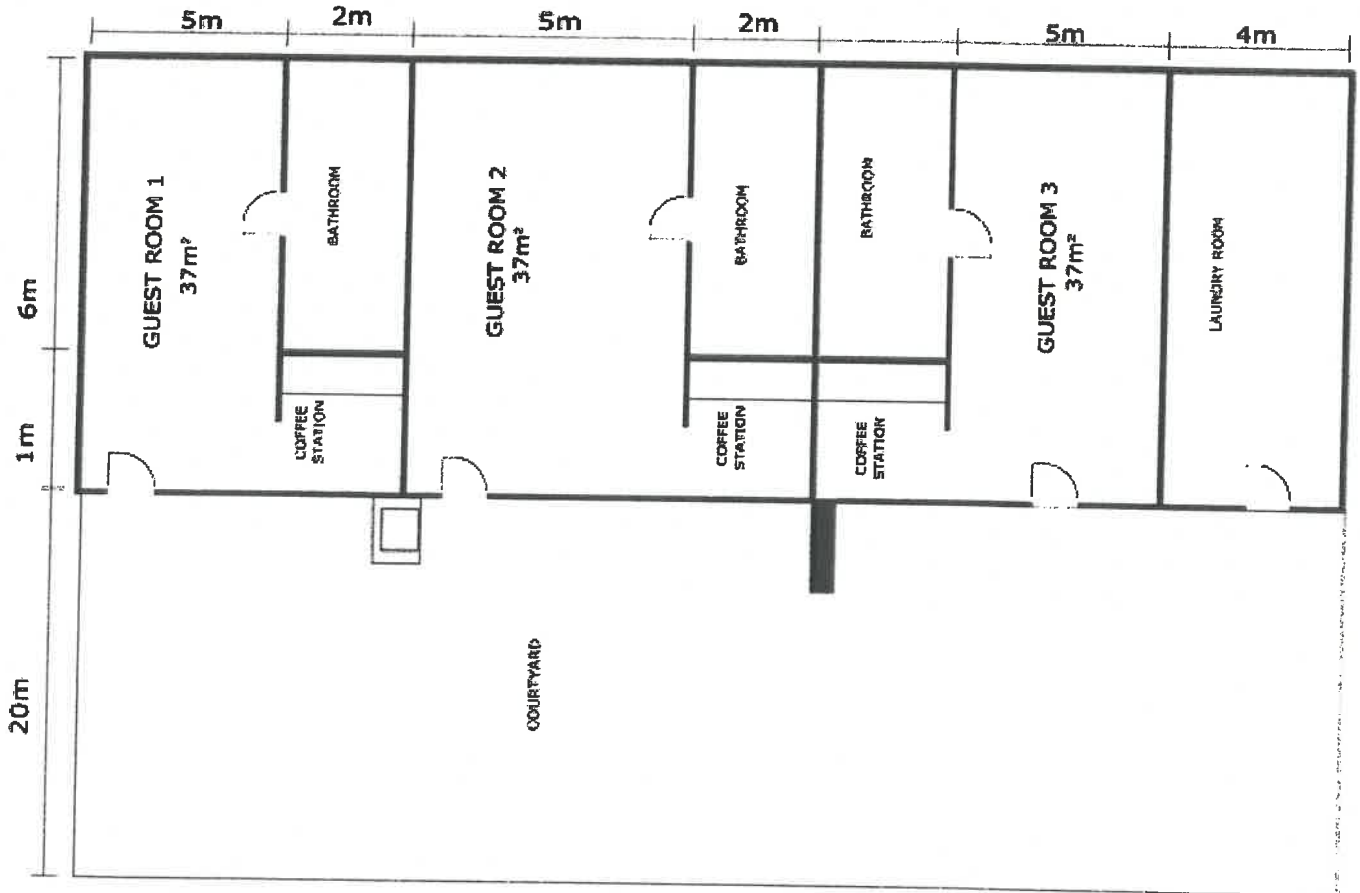 5m
2m
5m
2m
5m
4m
6m
1m
20m
GUEST ROOM 1
37m²
BATHROOM
COFFEE
STATION
GUEST ROOM 2
37m²
BATHROOM
COFFEE
STATION
BATHROOM
COFFEE
STATION
GUEST ROOM 3
37m²
LAUNDRY ROOM
COURTYARD